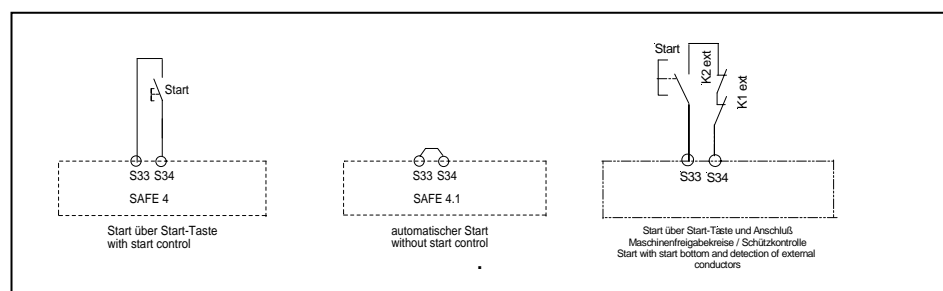 Start
S33 S34
SAFE 4
Start über Start-Taste
with start control
S33 S34
SAFE 4.1
automatischer Start
without start control
Start
K2 ext
K1 ext
S33 S34
Start über Start-Taste und Anschluß
Maschinenfreigabekreise / Schützkontrolle
Start with start bottom and detection of external
conductors